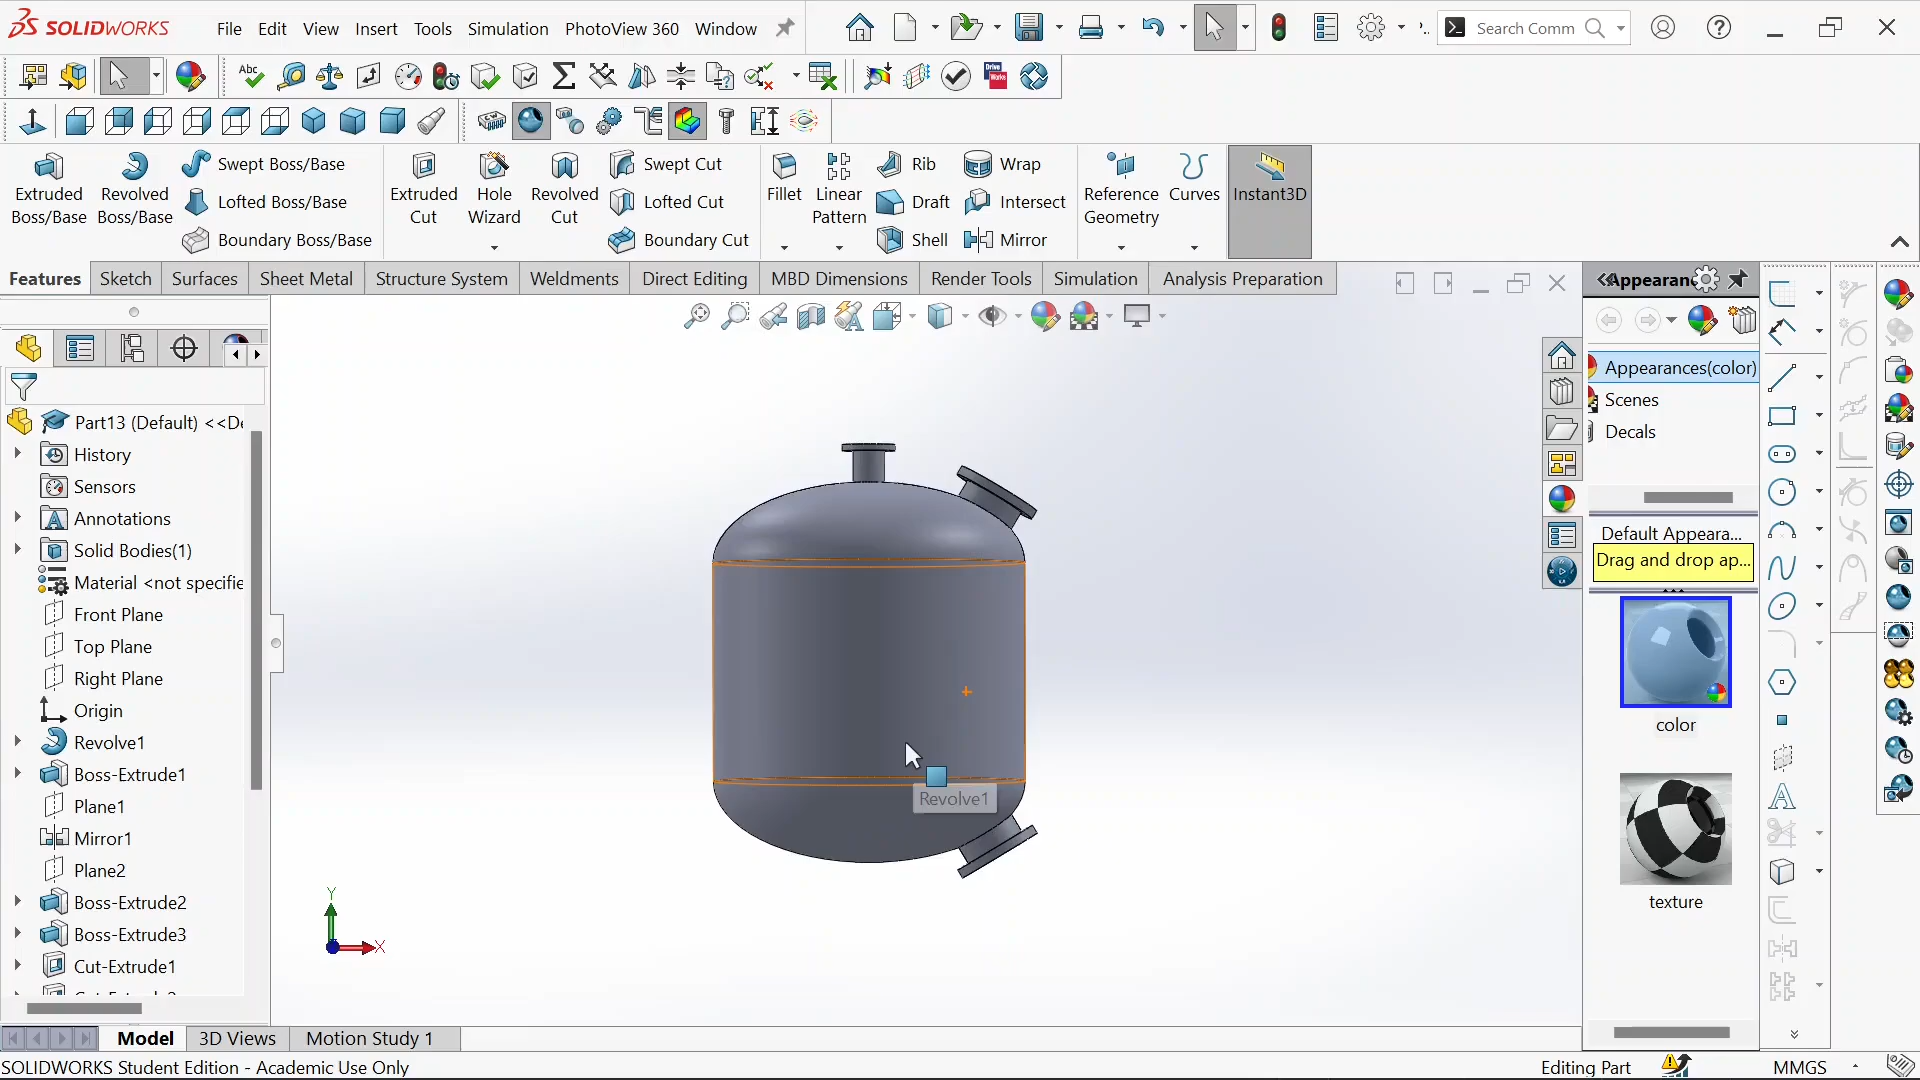 SOLIDWORKS
File Edit View Insert Tools Simulation PhotoView 360 Window
Search Comm
Extruded Boss/Base
Revolved Boss/Base
Swept Boss/Base
Lofted Boss/Base
Boundary Boss/Base
Extruded Cut
Hole Wizard
Revolved Cut
Swept Cut
Lofted Cut
Boundary Cut
Fillet
Linear Pattern
Rib
Draft
Shell
Wrap
Intersect
Mirror
Reference Geometry
Curves
Instant3D
Features Sketch Surfaces Sheet Metal Structure System Weldments Direct Editing MBD Dimensions Render Tools Simulation Analysis Preparation
Part13 (Default) <<De
History
Sensors
Annotations
Solid Bodies(1)
Material <not specifie
Front Plane
Top Plane
Right Plane
Origin
Revolve1
Boss-Extrude1
Plane1
Mirror1
Plane2
Boss-Extrude2
Boss-Extrude3
Cut-Extrude1
Revolve1
Y
X
Appearan
Appearances(color)
Scenes
Decals
Default Appeara...
Drag and drop ap...
color
texture
Model 3D Views Motion Study 1
SOLIDWORKS Student Edition - Academic Use Only
Editing Part
MMGS